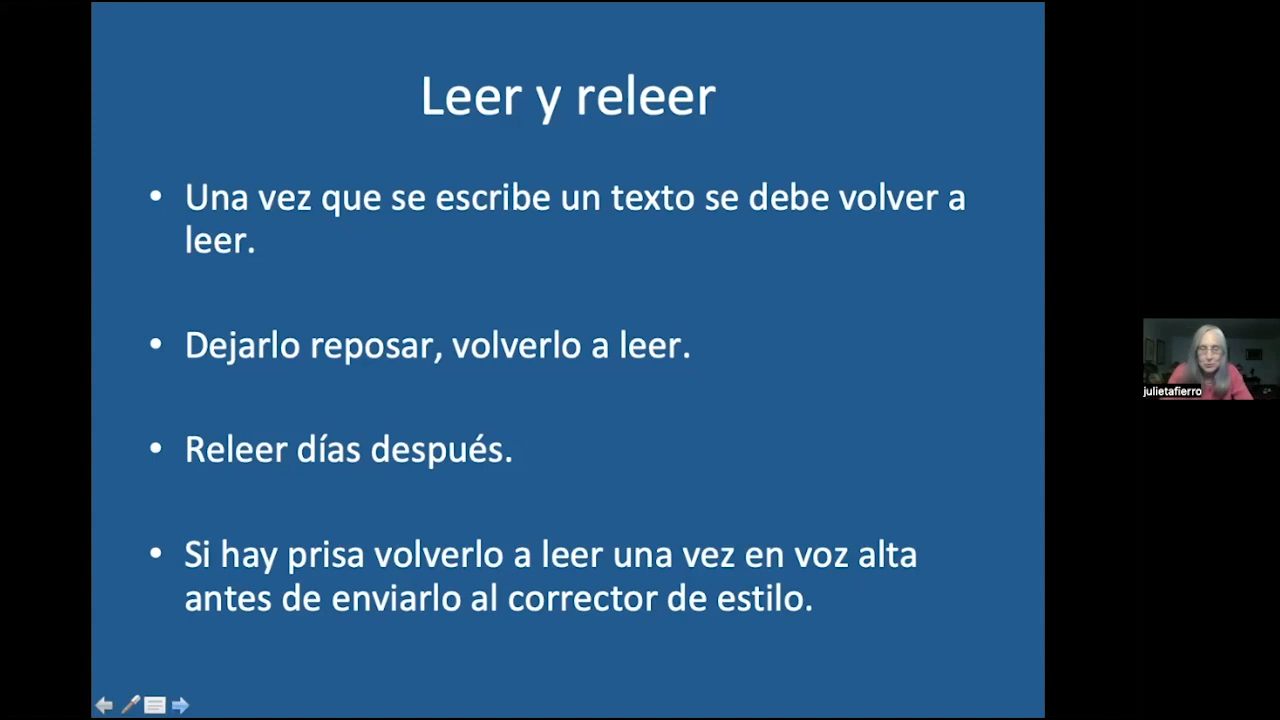 Leer y releer
• Una vez que se escribe un texto se debe volver a
leer.
• Dejarlo reposar, volverlo a leer.
• Releer días después.
• Si hay prisa volverlo a leer una vez en voz alta
antes de enviarlo al corrector de estilo.
julietafierro